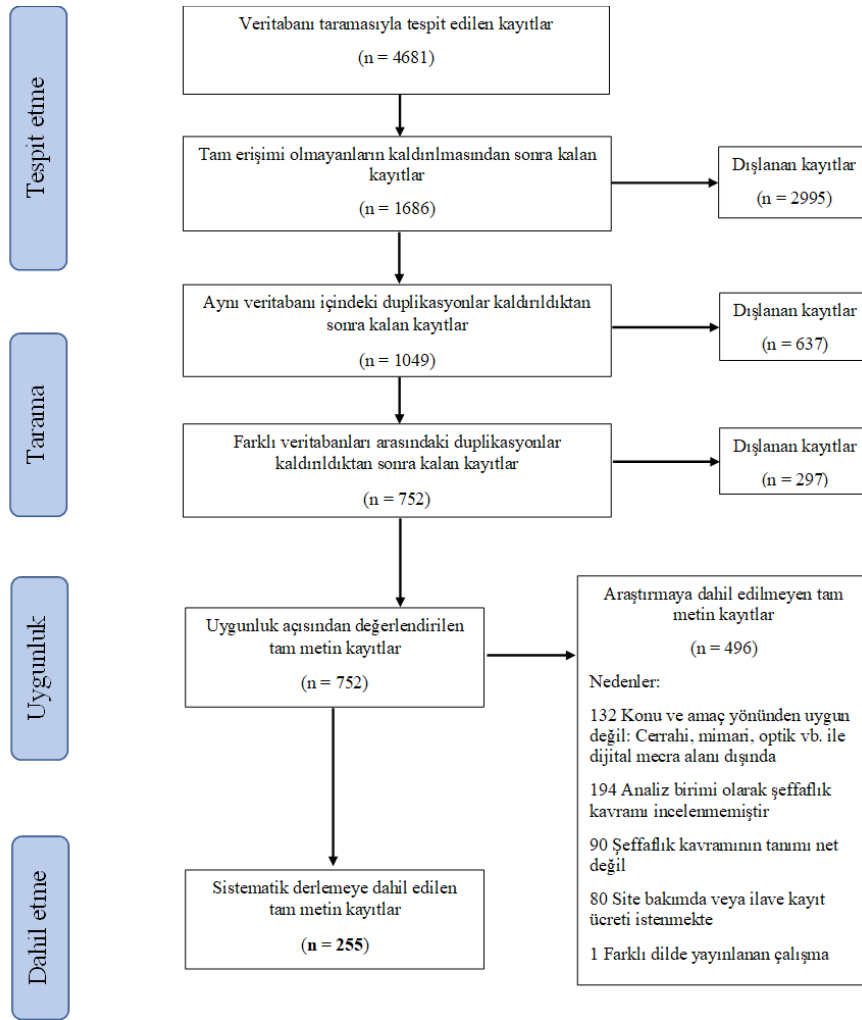 Tespit etme
Veritabanı taramasıyla tespit edilen kayıtlar
(n = 4681)
Tam erişimi olmayanların kaldırılmasından sonra kalan
kayıtlar
(n = 1686)
Dışlanan kayıtlar
(n = 2995)
Tarama
Aynı veritabanı içindeki duplikasyonlar kaldırıldıktan
sonra kalan kayıtlar
(n = 1049)
Dışlanan kayıtlar
(n = 637)
Farklı veritabanları arasındaki duplikasyonlar
kaldırıldıktan sonra kalan kayıtlar
(n = 752)
Dışlanan kayıtlar
(n = 297)
Uygunluk
Uygunluk açısından değerlendirilen
tam metin kayıtlar
(n = 752)
Araştırmaya dahil edilmeyen tam
metin kayıtlar
(n = 496)
Nedenler:
132 Konu ve amaç yönünden uygun
değil: Cerrahi, mimari, optik vb. ile
dijital mecra alanı dışında
194 Analiz birimi olarak şeffaflık
kavramı incelenmemiştir
90 Şeffaflık kavramının tanımı net
değil
80 Site bakımda veya ilave kayıt
ücreti istenmekte
1 Farklı dilde yayınlanan çalışma
Dahil etme
Sistematik derlemeye dahil edilen
tam metin kayıtlar
(n = 255)